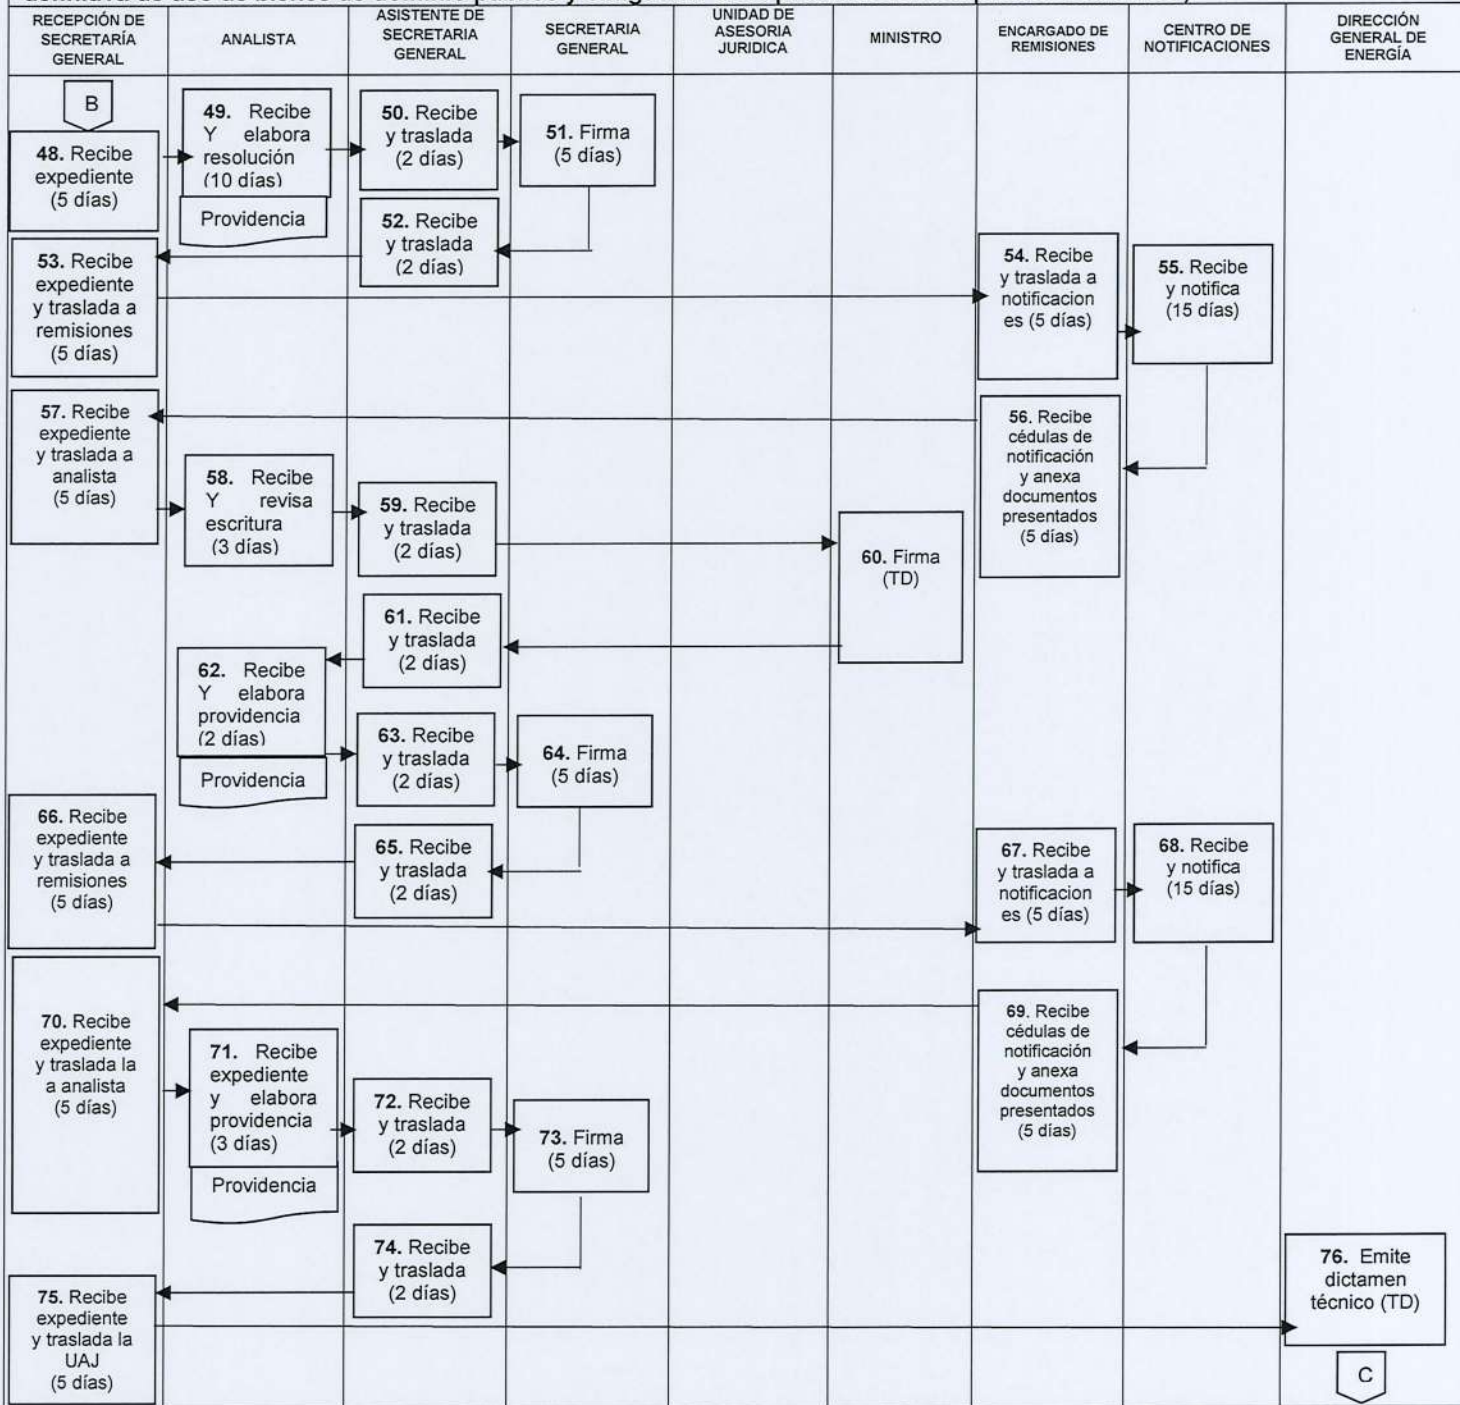 RECEPCIÓN DE
SECRETARÍA
GENERAL
ANALISTA
ASISTENTE DE
SECRETARIA
GENERAL
SECRETARIA
GENERAL
UNIDAD DE
ASESORIA
JURIDICA
MINISTRO
ENCARGADO DE
REMISIONES
CENTRO DE
NOTIFICACIONES
DIRECCIÓN
GENERAL DE
ENERGÍA
B
48. Recibe
expediente
(5 días)
49. Recibe
Y elabora
resolución
(10 días)
Providencia
50. Recibe
y traslada
(2 días)
51. Firma
(5 días)
52. Recibe
y traslada
(2 días)
53. Recibe
expediente
y traslada a
remisiones
(5 días)
54. Recibe
y traslada a
notificacion
es (5 días)
55. Recibe
y notifica
(15 días)
56. Recibe
cédulas de
notificación
y anexa
documentos
presentados
(5 días)
57. Recibe
expediente
y traslada a
analista
(5 días)
58. Recibe
Y revisa
escritura
(3 días)
59. Recibe
y traslada
(2 días)
60. Firma
(TD)
61. Recibe
y traslada
(2 días)
62. Recibe
Y elabora
providencia
(2 días)
Providencia
63. Recibe
y traslada
(2 días)
64. Firma
(5 días)
65. Recibe
y traslada
(2 días)
66. Recibe
expediente
y traslada a
remisiones
(5 días)
67. Recibe
y traslada a
notificacion
es (5 días)
68. Recibe
y notifica
(15 días)
69. Recibe
cédulas de
notificación
y anexa
documentos
presentados
(5 días)
70. Recibe
expediente
y traslada la
a analista
(5 días)
71. Recibe
expediente
y elabora
providencia
(3 días)
Providencia
72. Recibe
y traslada
(2 días)
73. Firma
(5 días)
74. Recibe
y traslada
(2 días)
75. Recibe
expediente
y traslada la
UAJ
(5 días)
76. Emite
dictamen
técnico (TD)
C